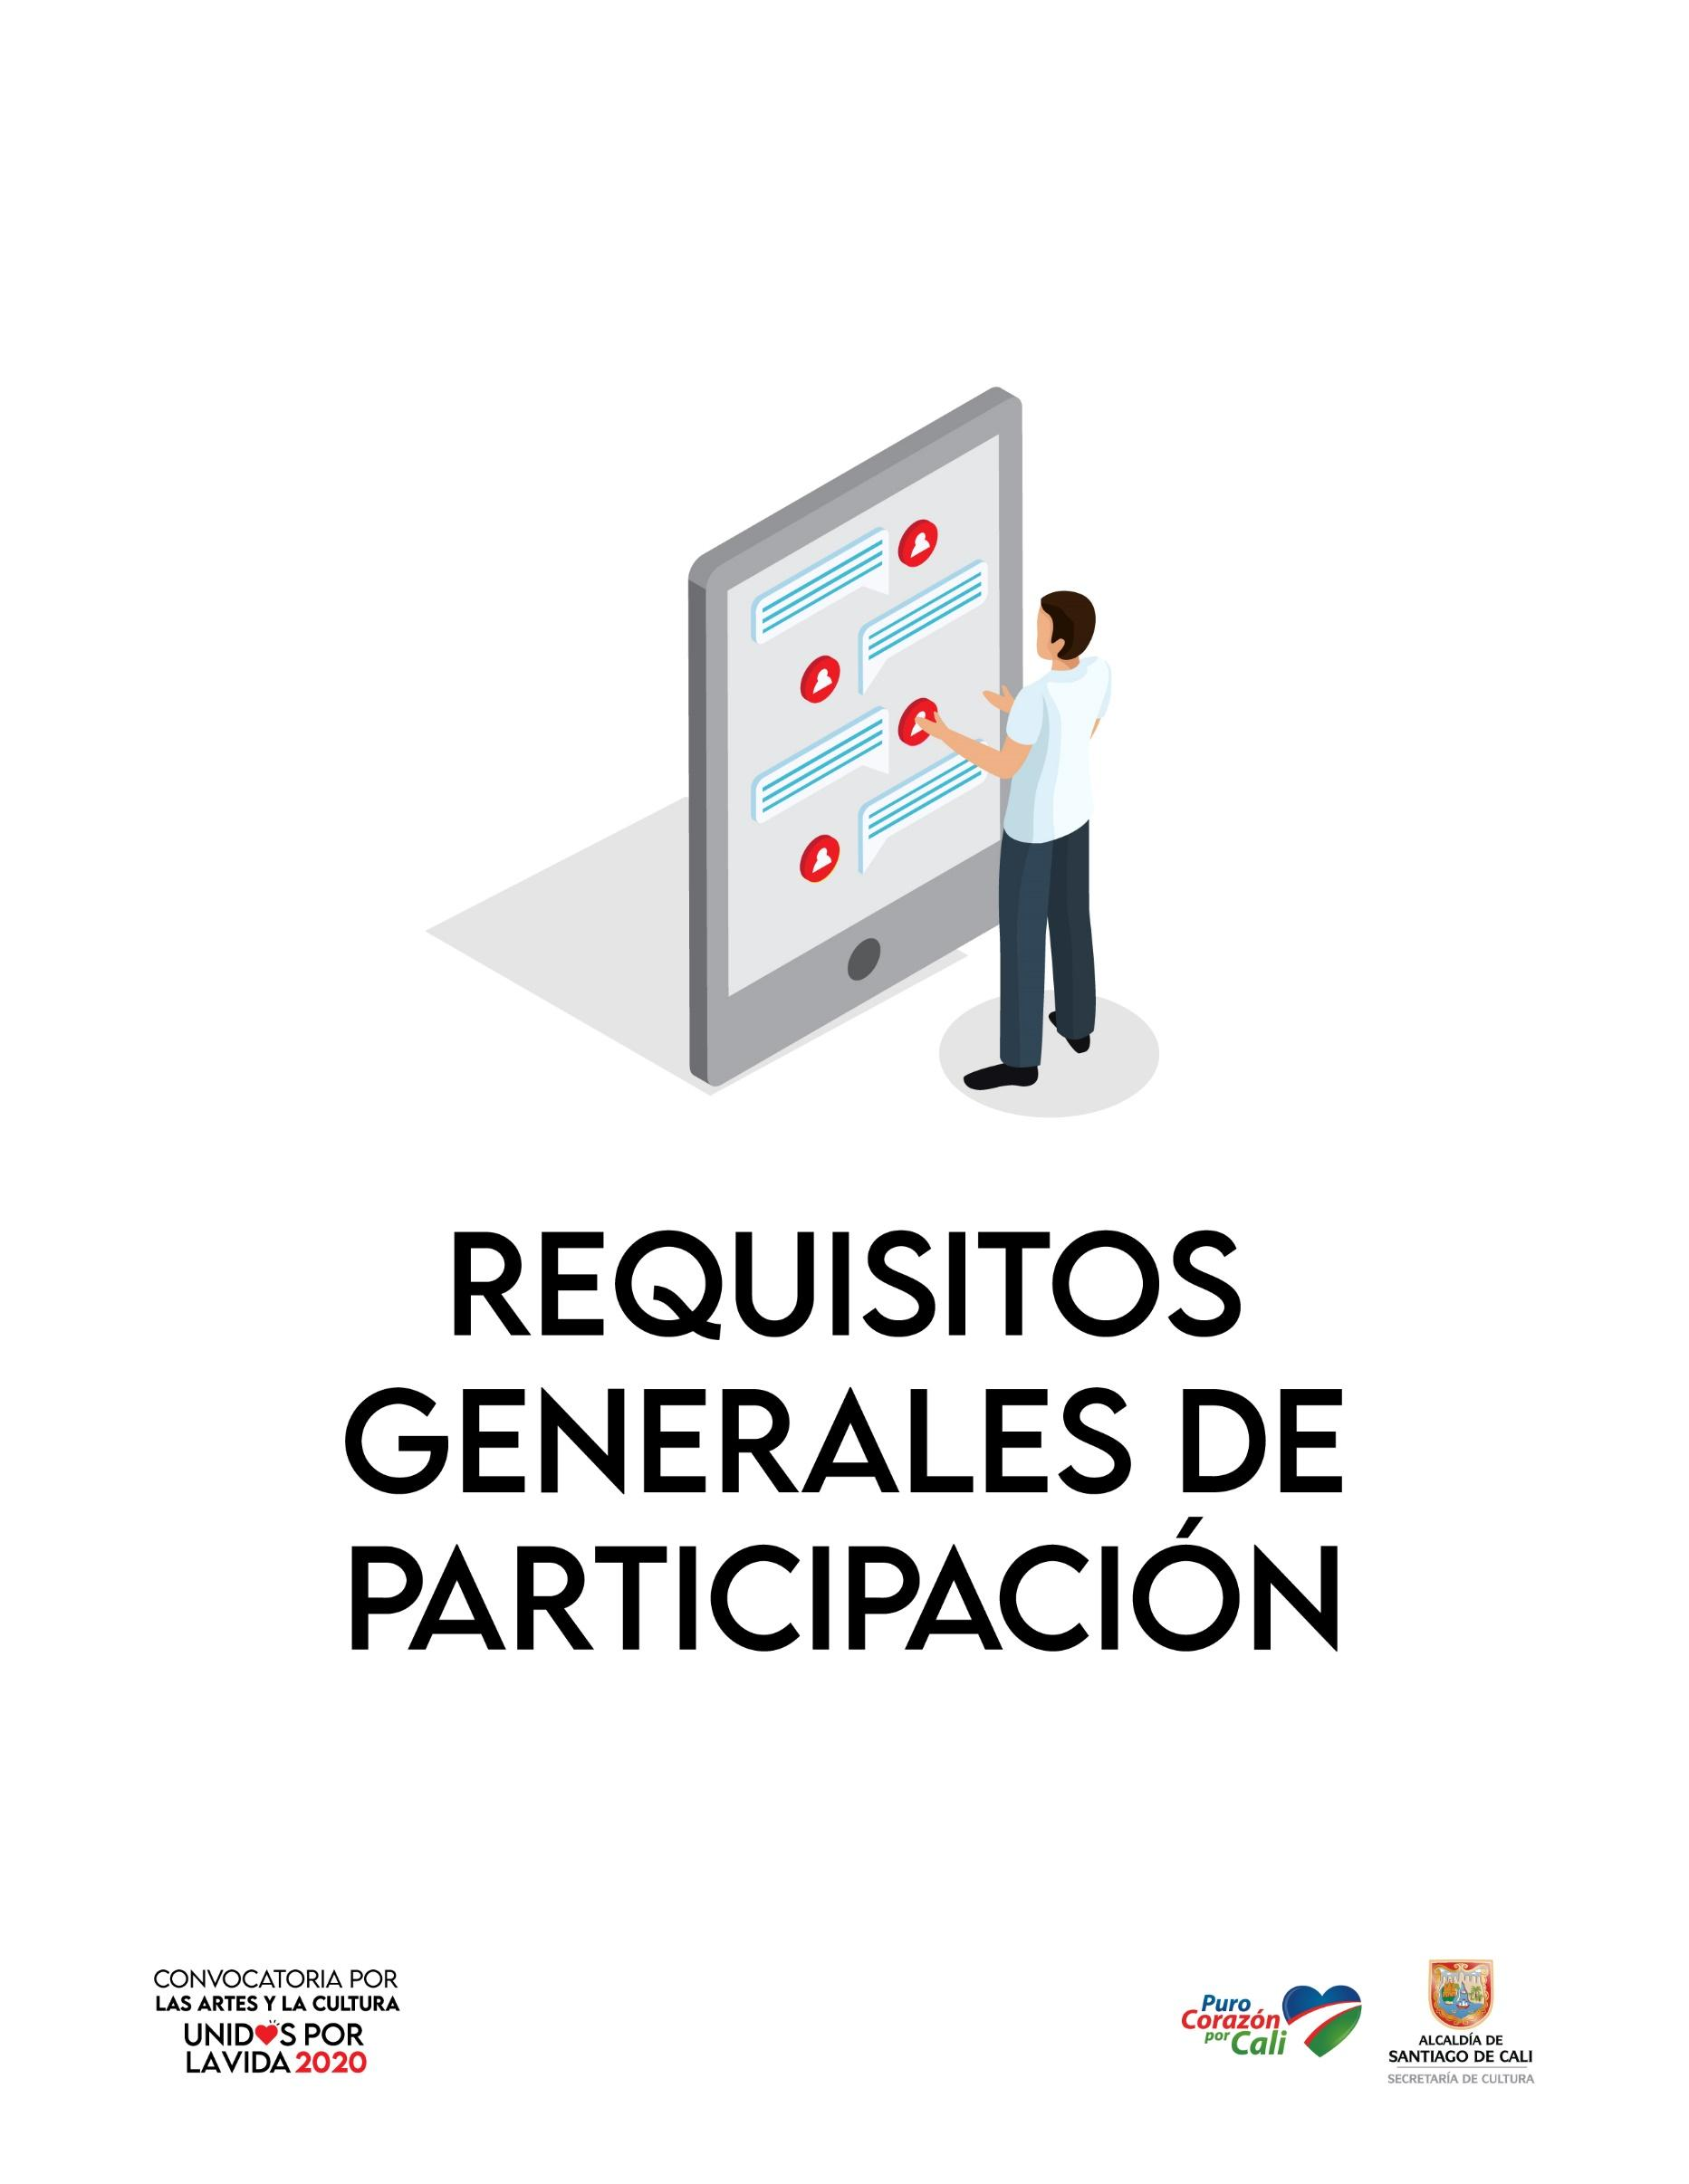 REQUISITOS
GENERALES DE
PARTICIPACIÓN
CONVOCATORIA POR
LAS ARTES Y LA CULTURA
UNIDOS POR
LA VIDA 2020
Puro
Corazón
por Cali
ALCALDÍA DE
SANTIAGO DE CALI
SECRETARÍA DE CULTURA